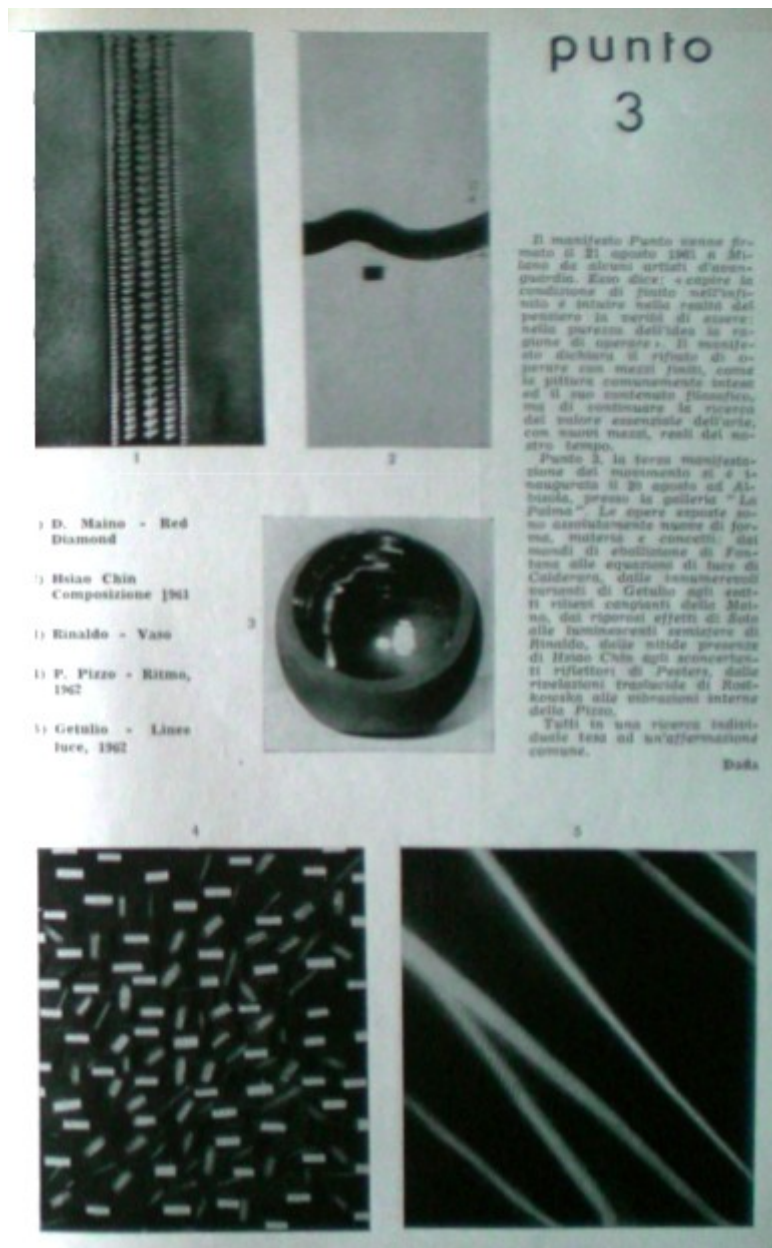 punto
3
Il manifesto Punto venne fir-
mato il 21 agosto 1961 a Mi-
lano da alcuni artisti d'avan-
guardia. Esso dice: «capire la
condizione di finito nell'infi-
nito e intuire nella realtà del
pensiero la verità di essere:
nella purezza dell'idea la ra-
gione di operare». Il manife-
sto dichiara il rifiuto di o-
perare con mezzi finiti, come
la pittura comunemente intesa
ed il suo contenuto filosofico,
ma di continuare la ricerca
del valore essenziale dell'arte,
con nuovi mezzi, reali del no-
stro tempo.
Punto 3, la terza manifesta-
zione del movimento si è i-
naugurata il 20 agosto ad Al-
bisola, presso la galleria "La
Palma". Le opere esposte so-
no assolutamente nuove di for-
ma, materia e concetti: dai
mondi di ebollizione di Fon-
tana alle equazioni di luce di
Calderara, dalle innumerevoli
varianti di Getulio agli
rilievi cangianti della Mai-
no, dai rigorosi effetti di Soto
alle luminescenti semisfere di
Rinaldo, dalle nitide presenze
di Hsiao Chin agli sconcertan-
ti riflettori di Peeters, dalle
rivelazioni traslucide di
kowska alle vibrazioni interne
della Pizzo.
Tutti in una ricerca indivi-
duale tesa ad un'affermazione
comune.
Dada
1
2
) D. Maino - Red
Diamond
) Hsiao Chin
Composizione 1961
) Rinaldo - Vaso
) P. Pizzo - Ritmo,
1962
) Getulio - Linee
luce, 1962
3
4
5